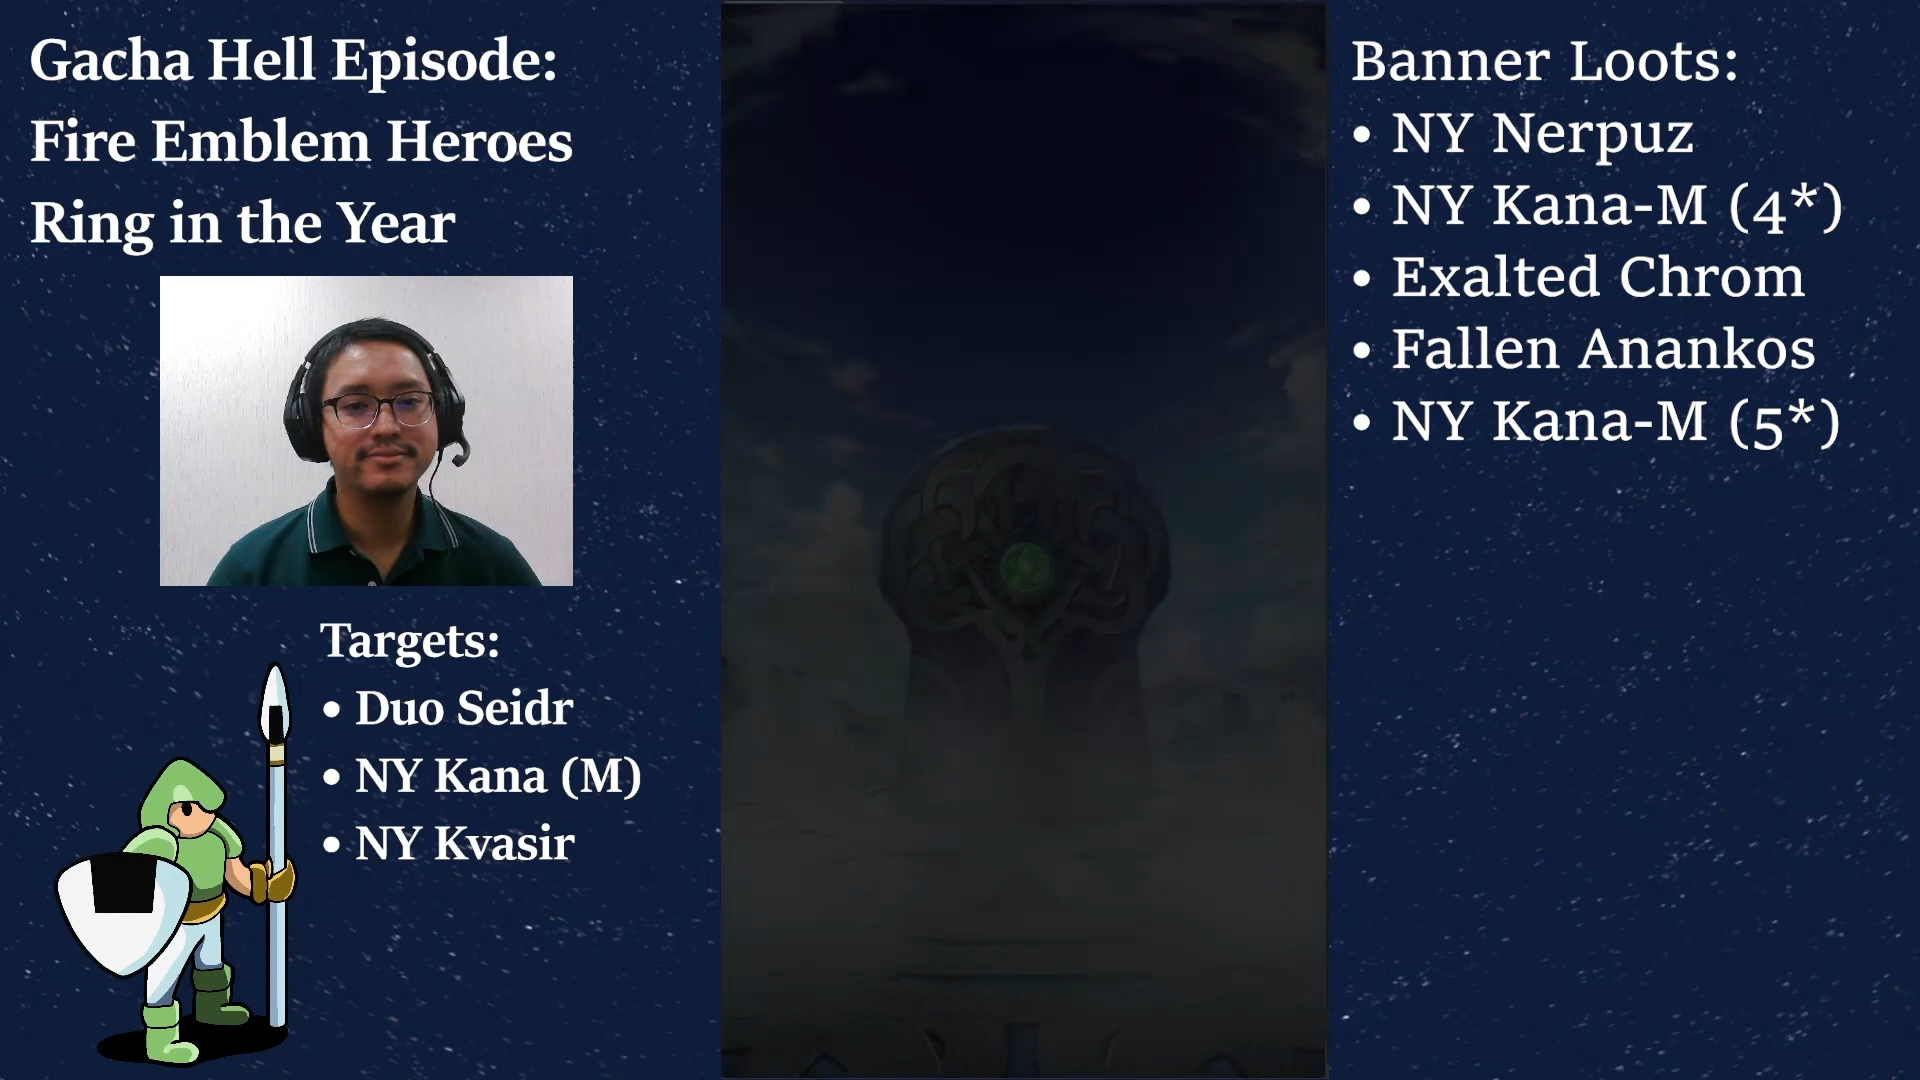 Gacha Hell Episode:
Fire Emblem Heroes
Ring in the Year
Targets:
• Duo Seidr
• NY Kana (M)
• NY Kvasir
Banner Loots:
• NY Nerpuz
• NY Kana-M (4*)
• Exalted Chrom
• Fallen Anankos
• NY Kana-M (5*)